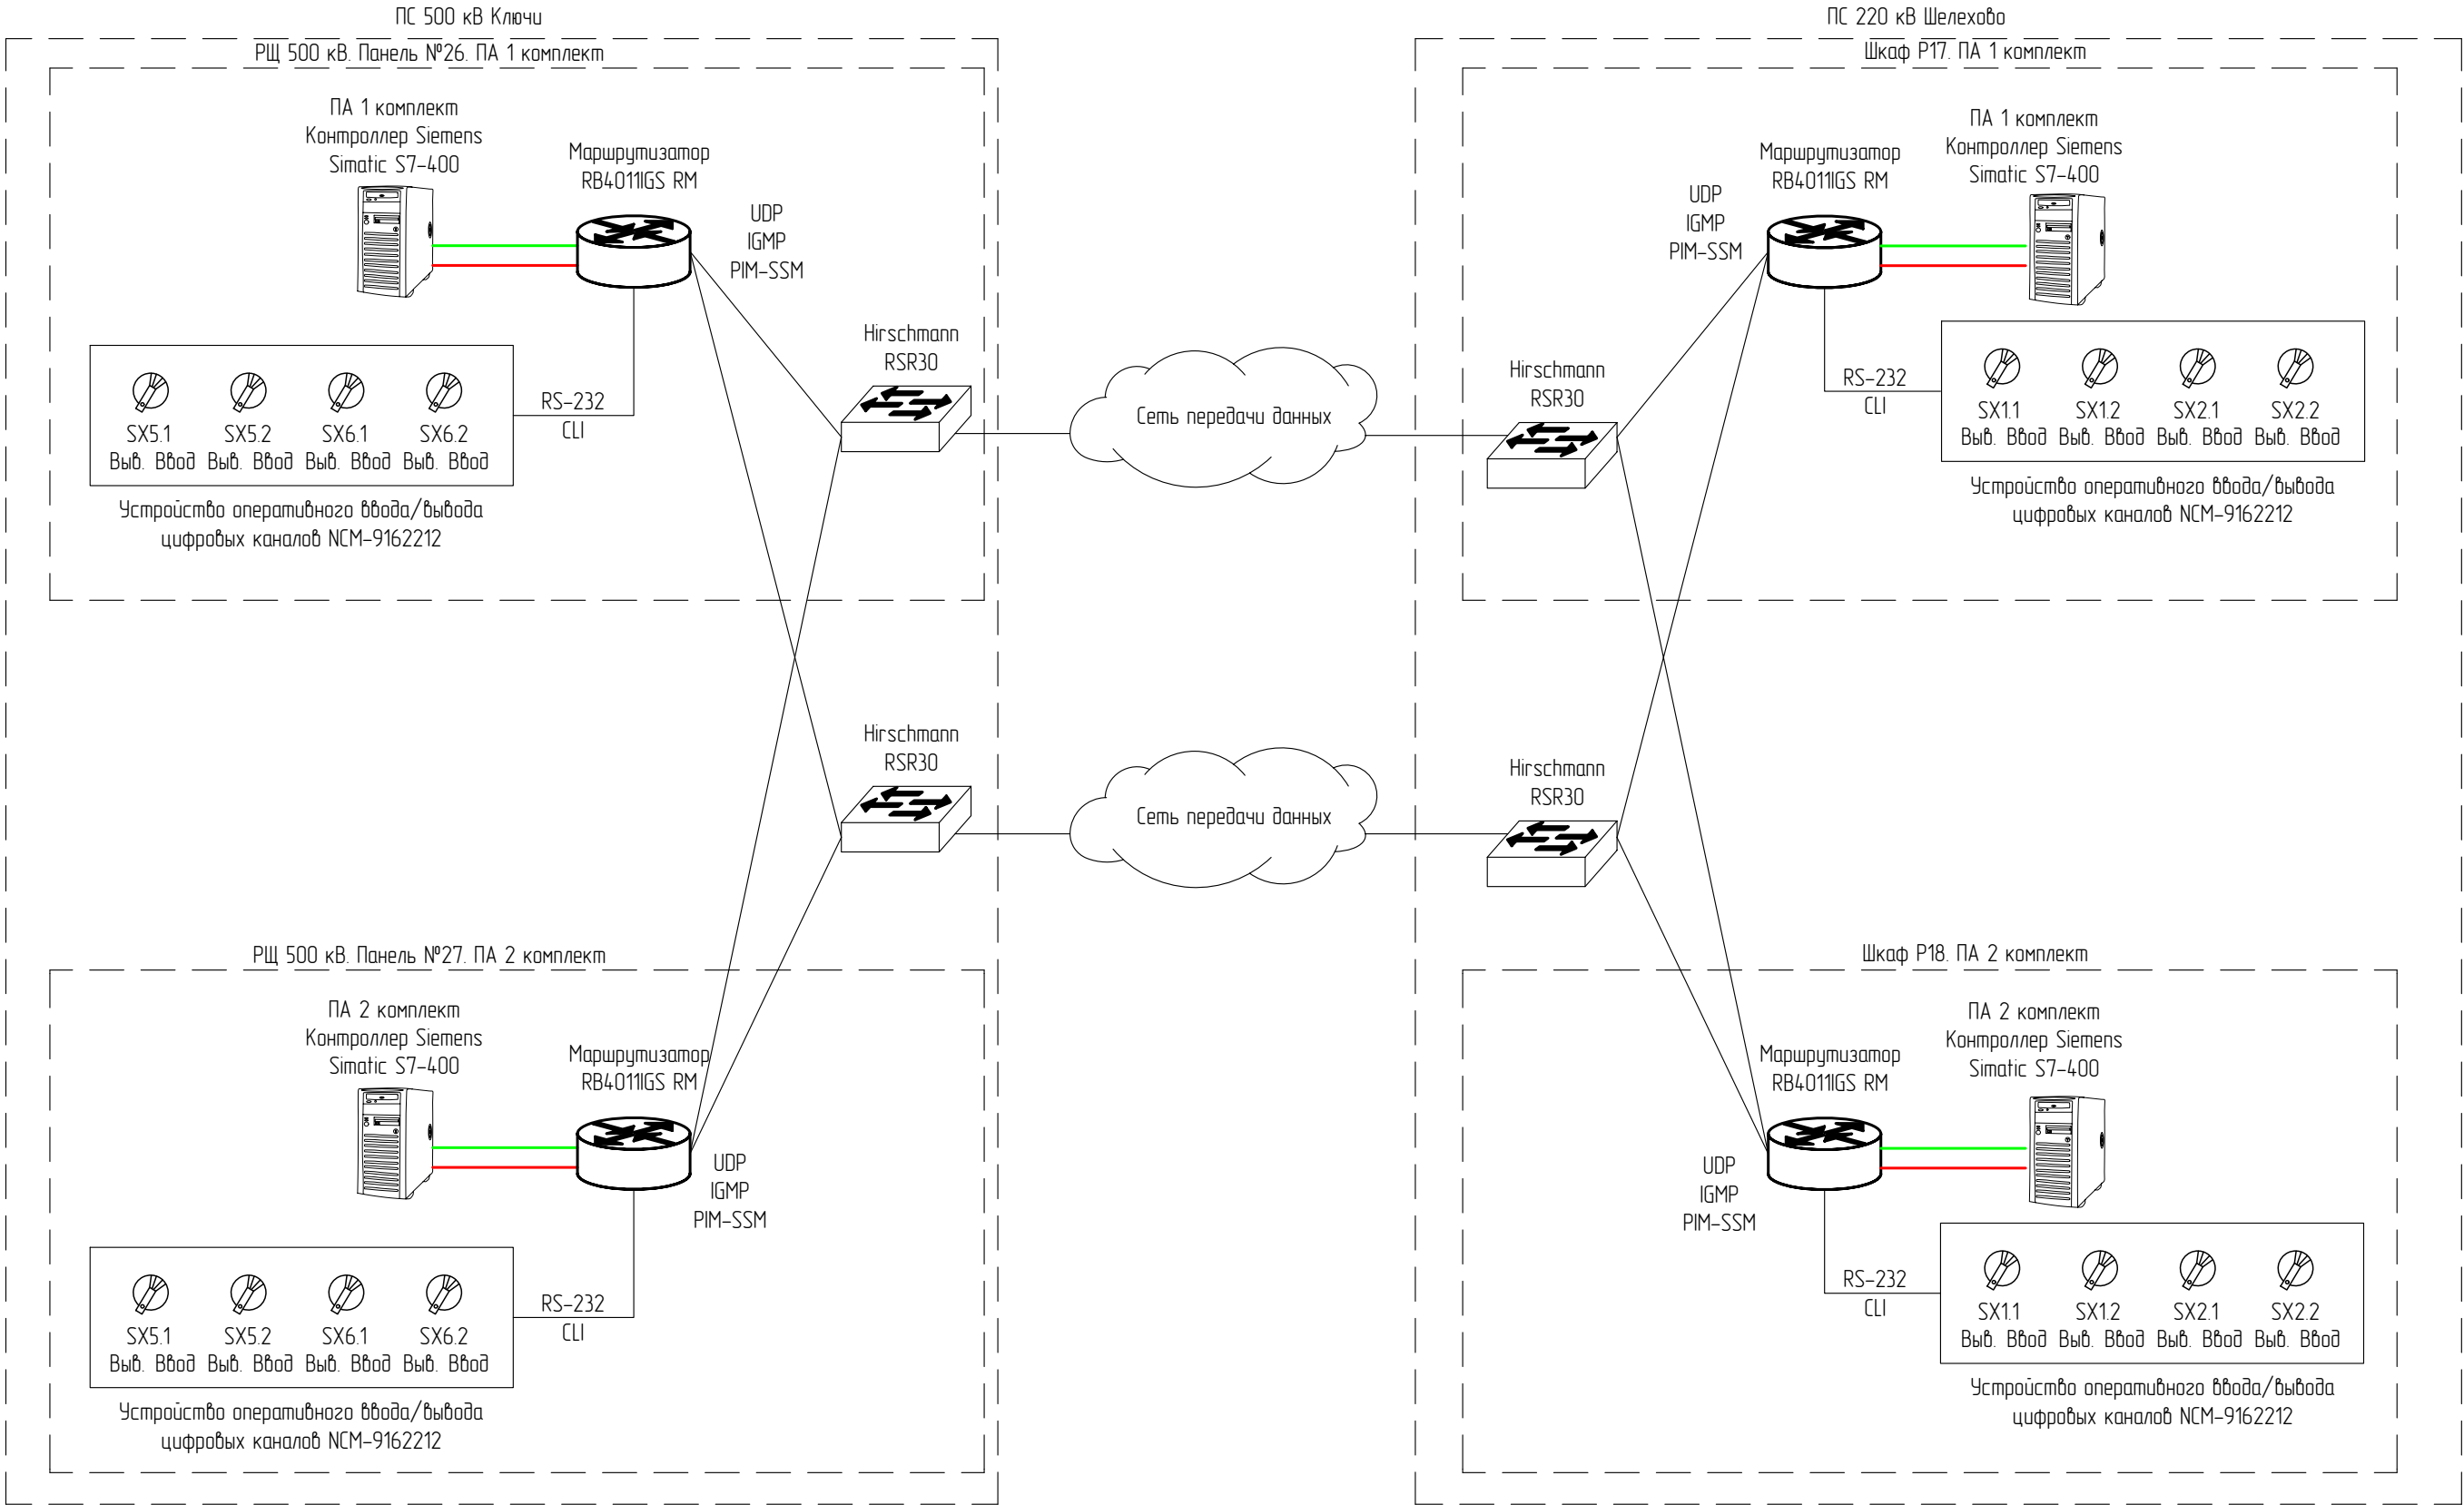 ПС 500 кВ Ключи
РЩ 500 кВ. Панель №26. ПА 1 комплект
ПА 1 комплект
Контроллер Siemens
Simatic S7-400
Маршрутизатор
RB4011IGS RM
UDP
IGMP
PIM-SSM
Hirschmann
RSR30
RS-232
CLI
SX5.1 SX5.2 SX6.1 SX6.2
Выв. Ввод Выв. Ввод Выв. Ввод Выв. Ввод
Устройство оперативного ввода/вывода
цифровых каналов NCM-9162212
Сеть передачи данных
ПС 220 кВ Шелехово
Шкаф Р17. ПА 1 комплект
ПА 1 комплект
Контроллер Siemens
Simatic S7-400
Маршрутизатор
RB4011IGS RM
UDP
IGMP
PIM-SSM
Hirschmann
RSR30
RS-232
CLI
SX1.1 SX1.2 SX2.1 SX2.2
Выв. Ввод Выв. Ввод Выв. Ввод Выв. Ввод
Устройство оперативного ввода/вывода
цифровых каналов NCM-9162212
Hirschmann
RSR30
Сеть передачи данных
Hirschmann
RSR30
РЩ 500 кВ. Панель №27. ПА 2 комплект
ПА 2 комплект
Контроллер Siemens
Simatic S7-400
Маршрутизатор
RB4011IGS RM
UDP
IGMP
PIM-SSM
RS-232
CLI
SX5.1 SX5.2 SX6.1 SX6.2
Выв. Ввод Выв. Ввод Выв. Ввод Выв. Ввод
Устройство оперативного ввода/вывода
цифровых каналов NCM-9162212
Шкаф Р18. ПА 2 комплект
ПА 2 комплект
Контроллер Siemens
Simatic S7-400
Маршрутизатор
RB4011IGS RM
UDP
IGMP
PIM-SSM
RS-232
CLI
SX1.1 SX1.2 SX2.1 SX2.2
Выв. Ввод Выв. Ввод Выв. Ввод Выв. Ввод
Устройство оперативного ввода/вывода
цифровых каналов NCM-9162212